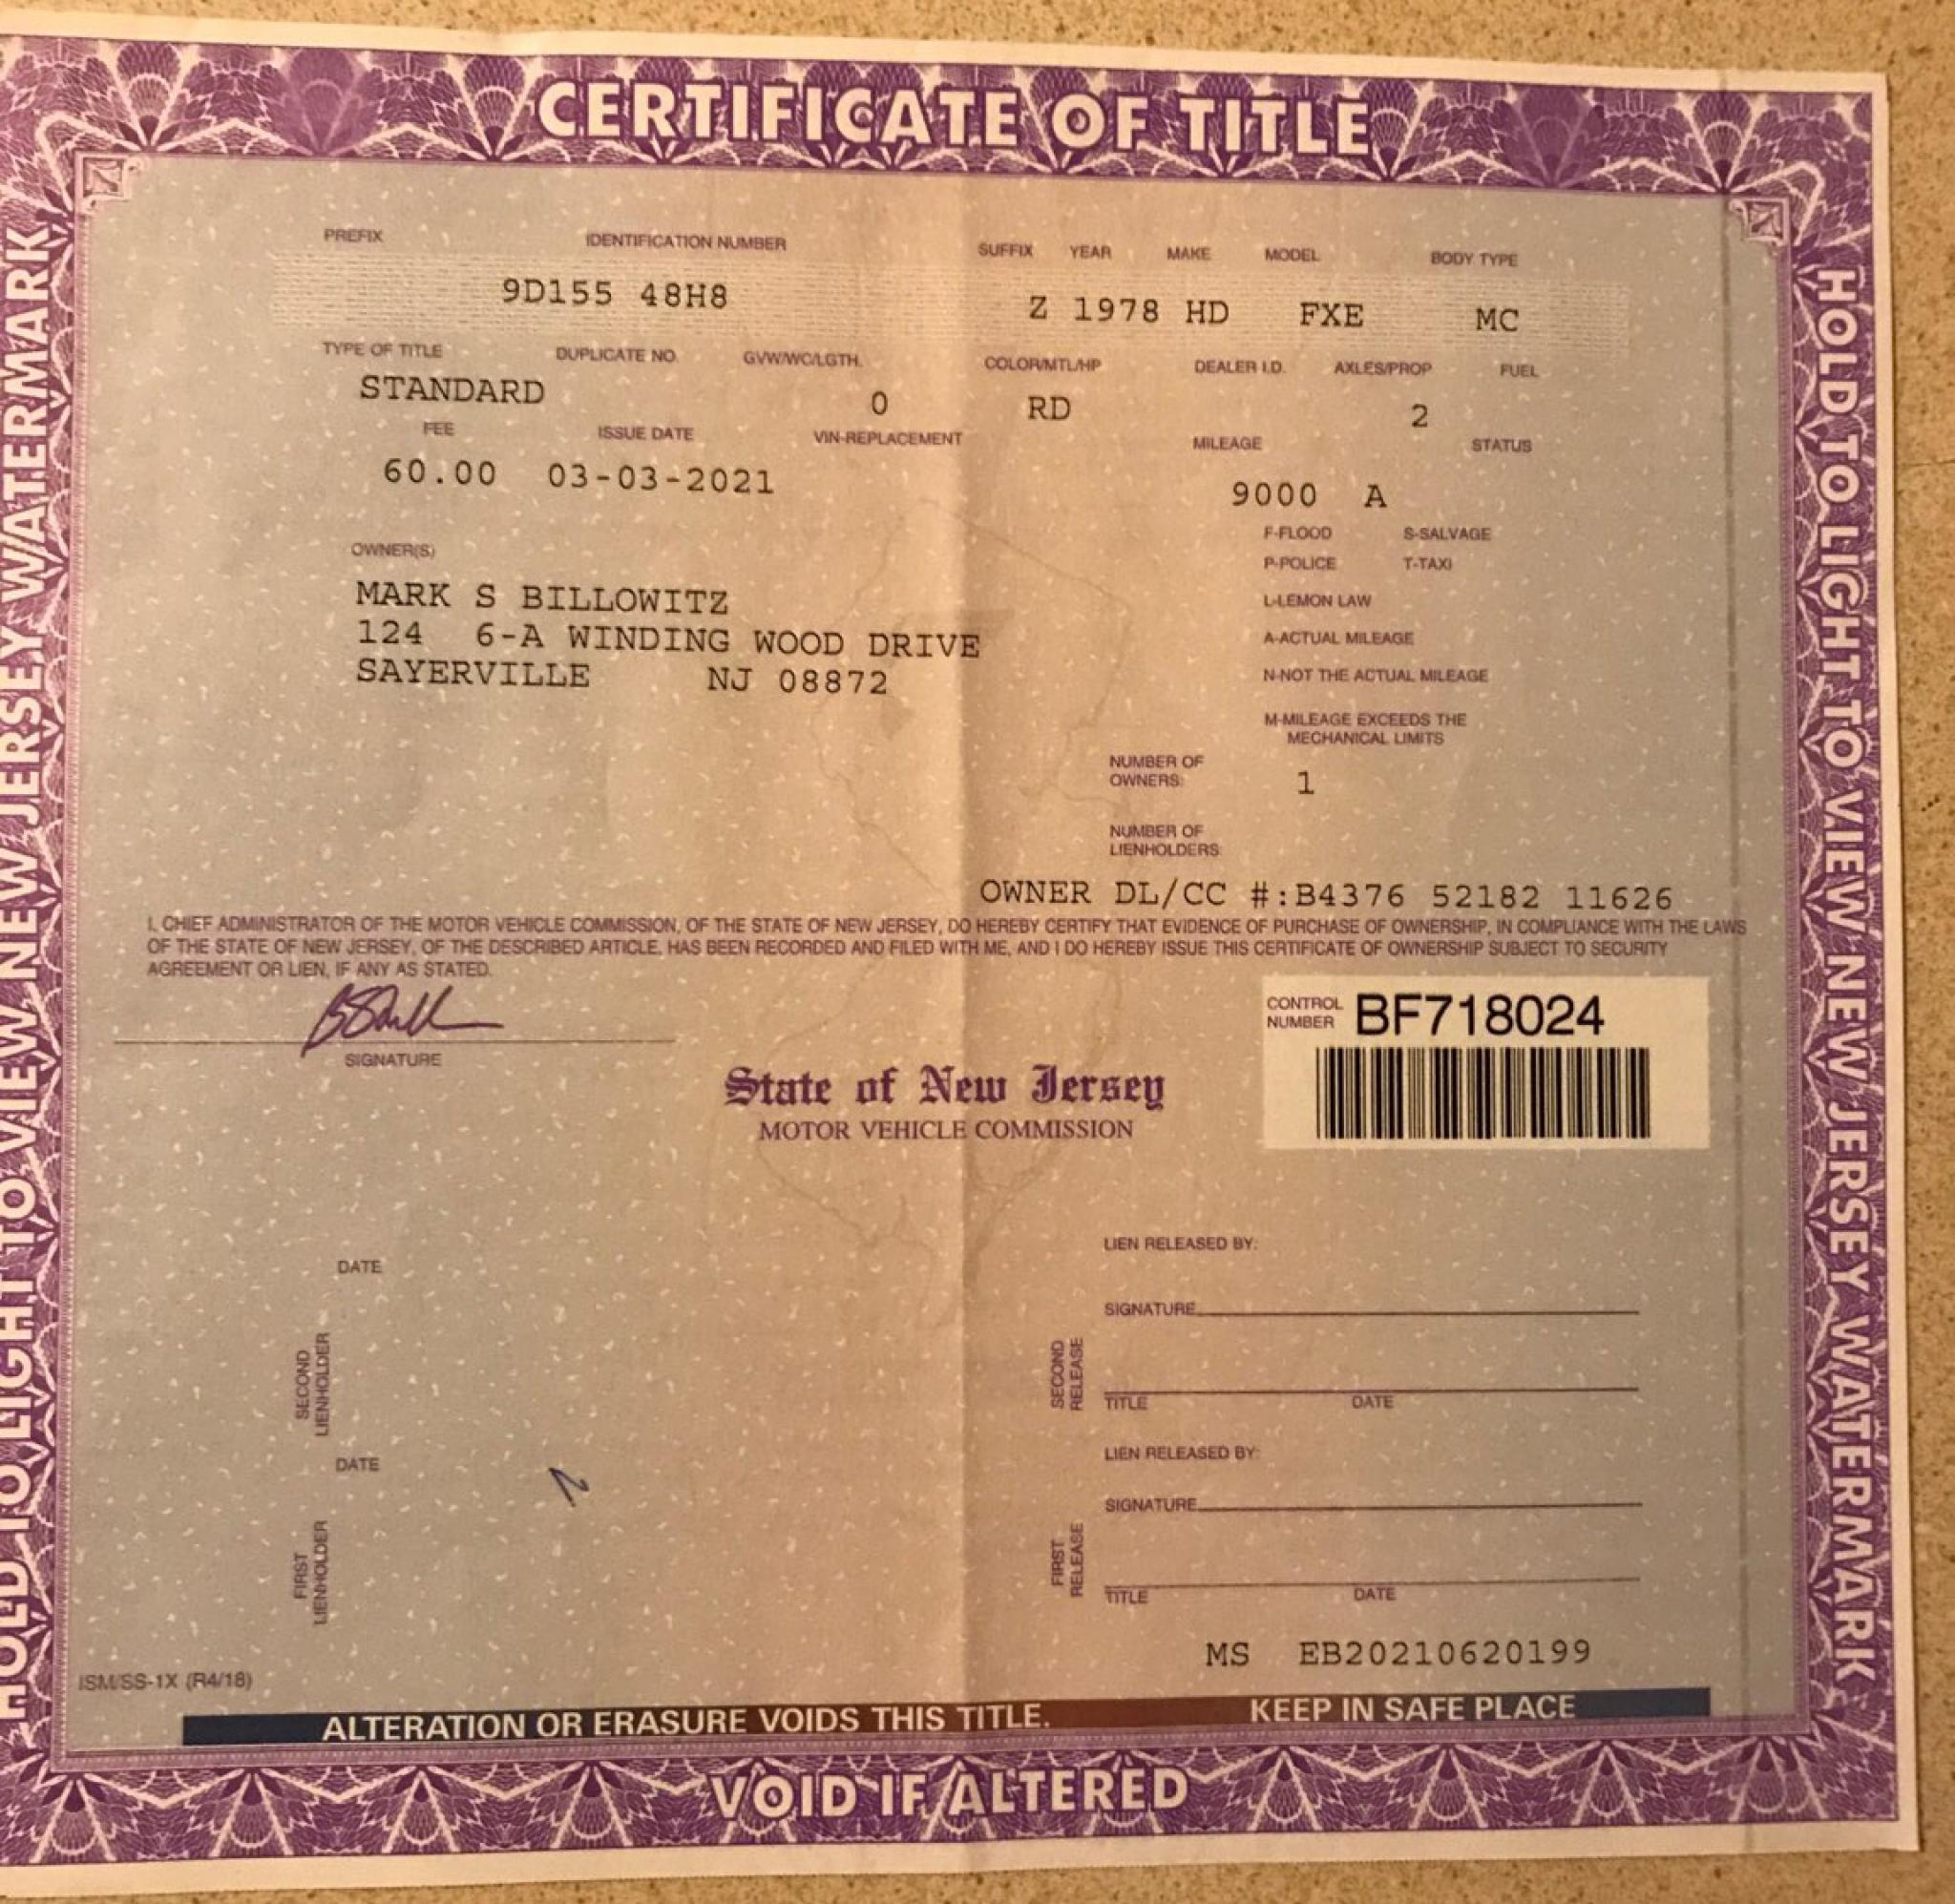 CERTIFICATE OF TITLE
HOLD TO LIGHT TO VIEW NEW JERSEY WATERMARK
HOLD TO LIGHT TO VIEW NEW JERSEY WATERMARK
PREFIX IDENTIFICATION NUMBER SUFFIX YEAR MAKE MODEL BODY TYPE
9D155 48H8 Z 1978 HD FXE MC
TYPE OF TITLE DUPLICATE NO. GVW/WC/LGTH. COLOR/MTL/HP DEALER I.D. AXLES/PROP FUEL
STANDARD 0 RD 2
FEE ISSUE DATE VIN-REPLACEMENT MILEAGE STATUS
60.00 03-03-2021 9000 A
F-FLOOD S-SALVAGE
P-POLICE T-TAXI
L-LEMON LAW
A-ACTUAL MILEAGE
N-NOT THE ACTUAL MILEAGE
M-MILEAGE EXCEEDS THE
MECHANICAL LIMITS
OWNER(S)
MARK S BILLOWITZ
124 6-A WINDING WOOD DRIVE
SAYERVILLE NJ 08872
NUMBER OF
OWNERS: 1
NUMBER OF
LIENHOLDERS:
OWNER DL/CC #:B4376 52182 11626
I, CHIEF ADMINISTRATOR OF THE MOTOR VEHICLE COMMISSION, OF THE STATE OF NEW JERSEY, DO HEREBY CERTIFY THAT EVIDENCE OF PURCHASE OF OWNERSHIP, IN COMPLIANCE WITH THE LAWS
OF THE STATE OF NEW JERSEY, OF THE DESCRIBED ARTICLE, HAS BEEN RECORDED AND FILED WITH ME, AND I DO HEREBY ISSUE THIS CERTIFICATE OF OWNERSHIP SUBJECT TO SECURITY
AGREEMENT OR LIEN, IF ANY AS STATED.
SIGNATURE
CONTROL
NUMBER BF718024
State of New Jersey
MOTOR VEHICLE COMMISSION
DATE
SECOND
LIENHOLDER
DATE
FIRST
LIENHOLDER
LIEN RELEASED BY:
SIGNATURE
SECOND
RELEASE
TITLE DATE
LIEN RELEASED BY:
SIGNATURE
FIRST
RELEASE
TITLE DATE
MS EB20210620199
ISM/SS-1X (R4/18)
ALTERATION OR ERASURE VOIDS THIS TITLE. KEEP IN SAFE PLACE
VOID IF ALTERED